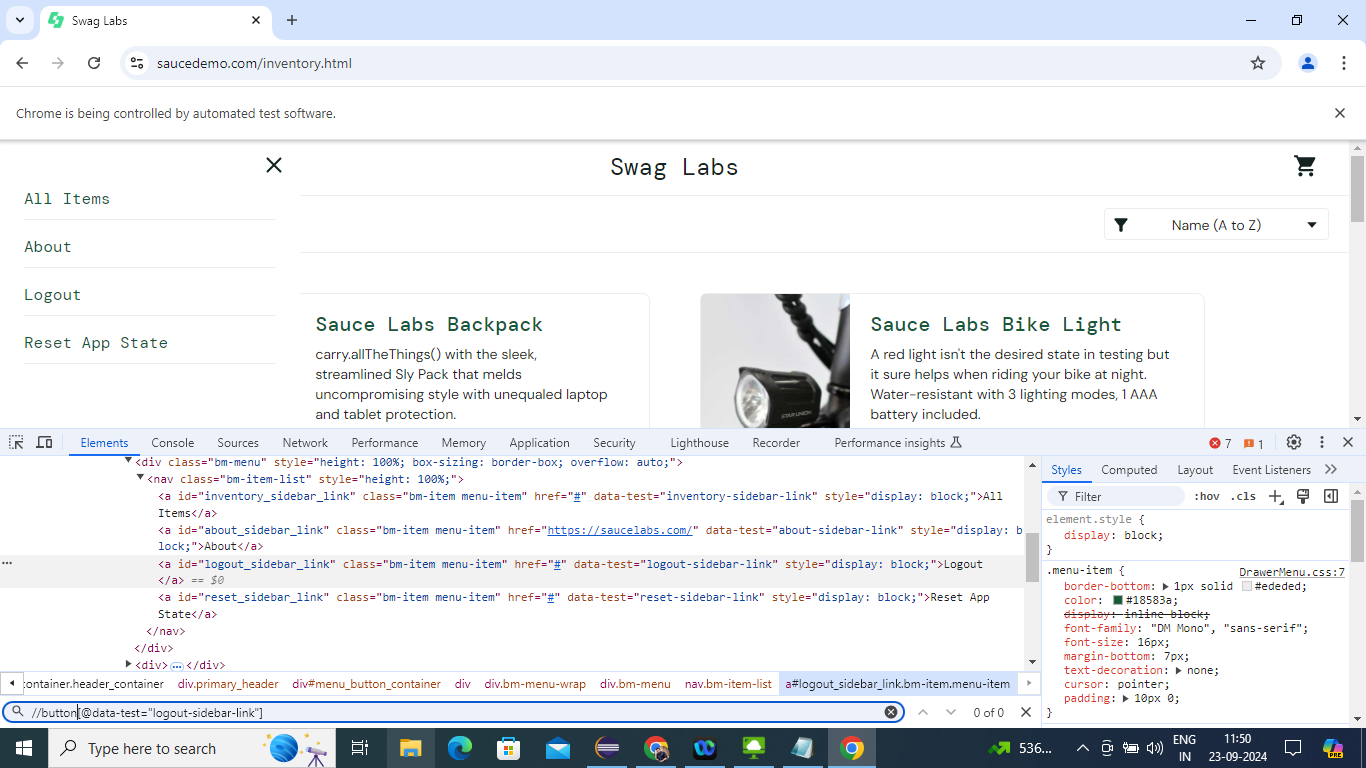 Swag Labs
saucedemo.com/inventory.html
Chrome is being controlled by automated test software.
Swag Labs
All Items
About
Logout
Reset App State
Name (A to Z)
Sauce Labs Backpack
carry.allTheThings() with the sleek,
streamlined Sly Pack that melds
uncompromising style with unequaled laptop
and tablet protection.
STAR UNION
Sauce Labs Bike Light
A red light isn't the desired state in testing but
it sure helps when riding your bike at night.
Water-resistant with 3 lighting modes, 1 AAA
battery included.
Elements Console Sources Network Performance Memory Application Security Lighthouse Recorder Performance insights 7 1
<div class="bm-menu" style="height: 100%; box-sizing: border-box; overflow: auto;">
<nav class="bm-item-list" style="height: 100%;">
<a id="inventory_sidebar_link" class="bm-item menu-item" href="#" data-test="inventory-sidebar-link" style="display: block;">All
Items</a>
<a id="about_sidebar_link" class="bm-item menu-item" href="https://saucelabs.com/" data-test="about-sidebar-link" style="display: b
lock;">About</a>
<a id="logout_sidebar_link" class="bm-item menu-item" href="#" data-test="logout-sidebar-link" style="display: block;">Logout
</a> == $0
<a id="reset_sidebar_link" class="bm-item menu-item" href="#" data-test="reset-sidebar-link" style="display: block;">Reset App
State</a>
</nav>
</div>
<div>…</div>
container.header_container div.primary_header div#menu_button_container div div.bm-menu-wrap div.bm-menu nav.bm-item-list a#logout_sidebar_link.bm-item.menu-item
//button[@data-test="logout-sidebar-link"]
0 of 0
Styles Computed Layout Event Listeners
Filter :hov .cls
element.style {
display: block;
}
.menu-item { DrawerMenu.css:7
border-bottom: 1px solid #ededed;
color: #18583a;
display: inline-block;
font-family: "DM Mono", "sans-serif";
font-size: 16px;
margin-bottom: 7px;
text-decoration: none;
cursor: pointer;
padding: 10px 0;
}
Type here to search
536...
ENG
IN
11:50
23-09-2024
PRE